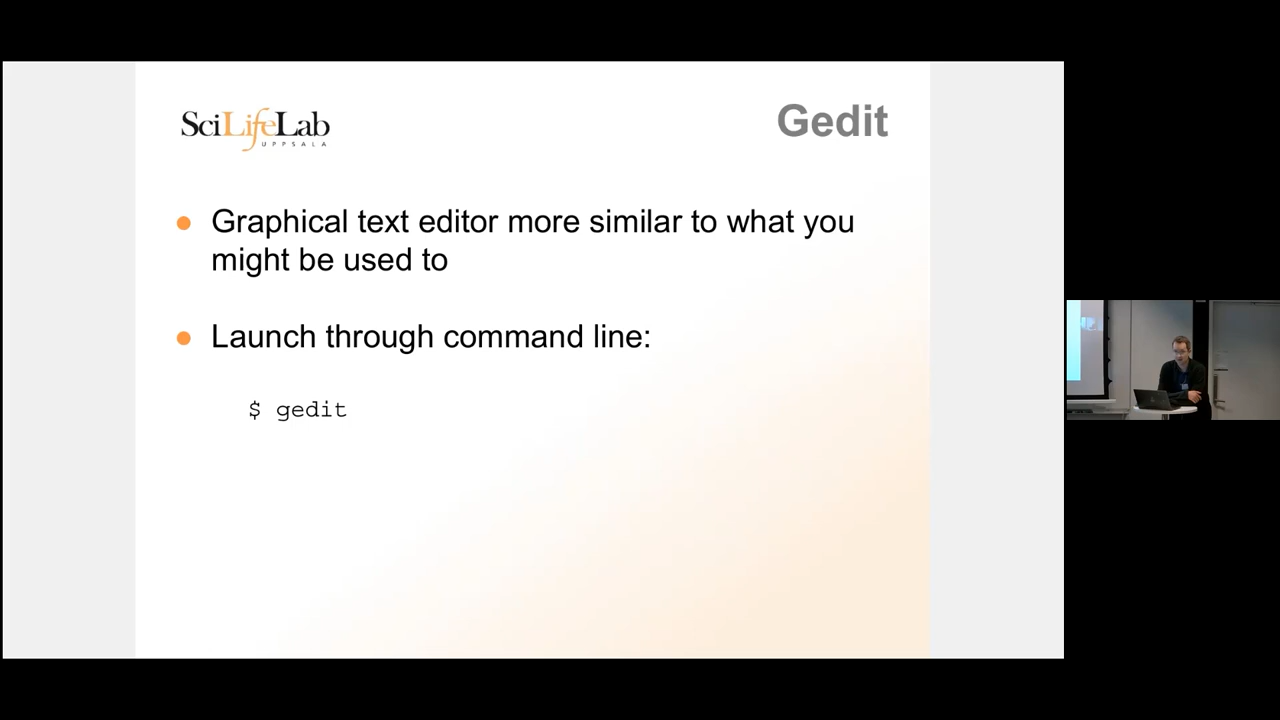 SciLifeLab
UPPSALA
Gedit
● Graphical text editor more similar to what you
might be used to
● Launch through command line:
$ gedit